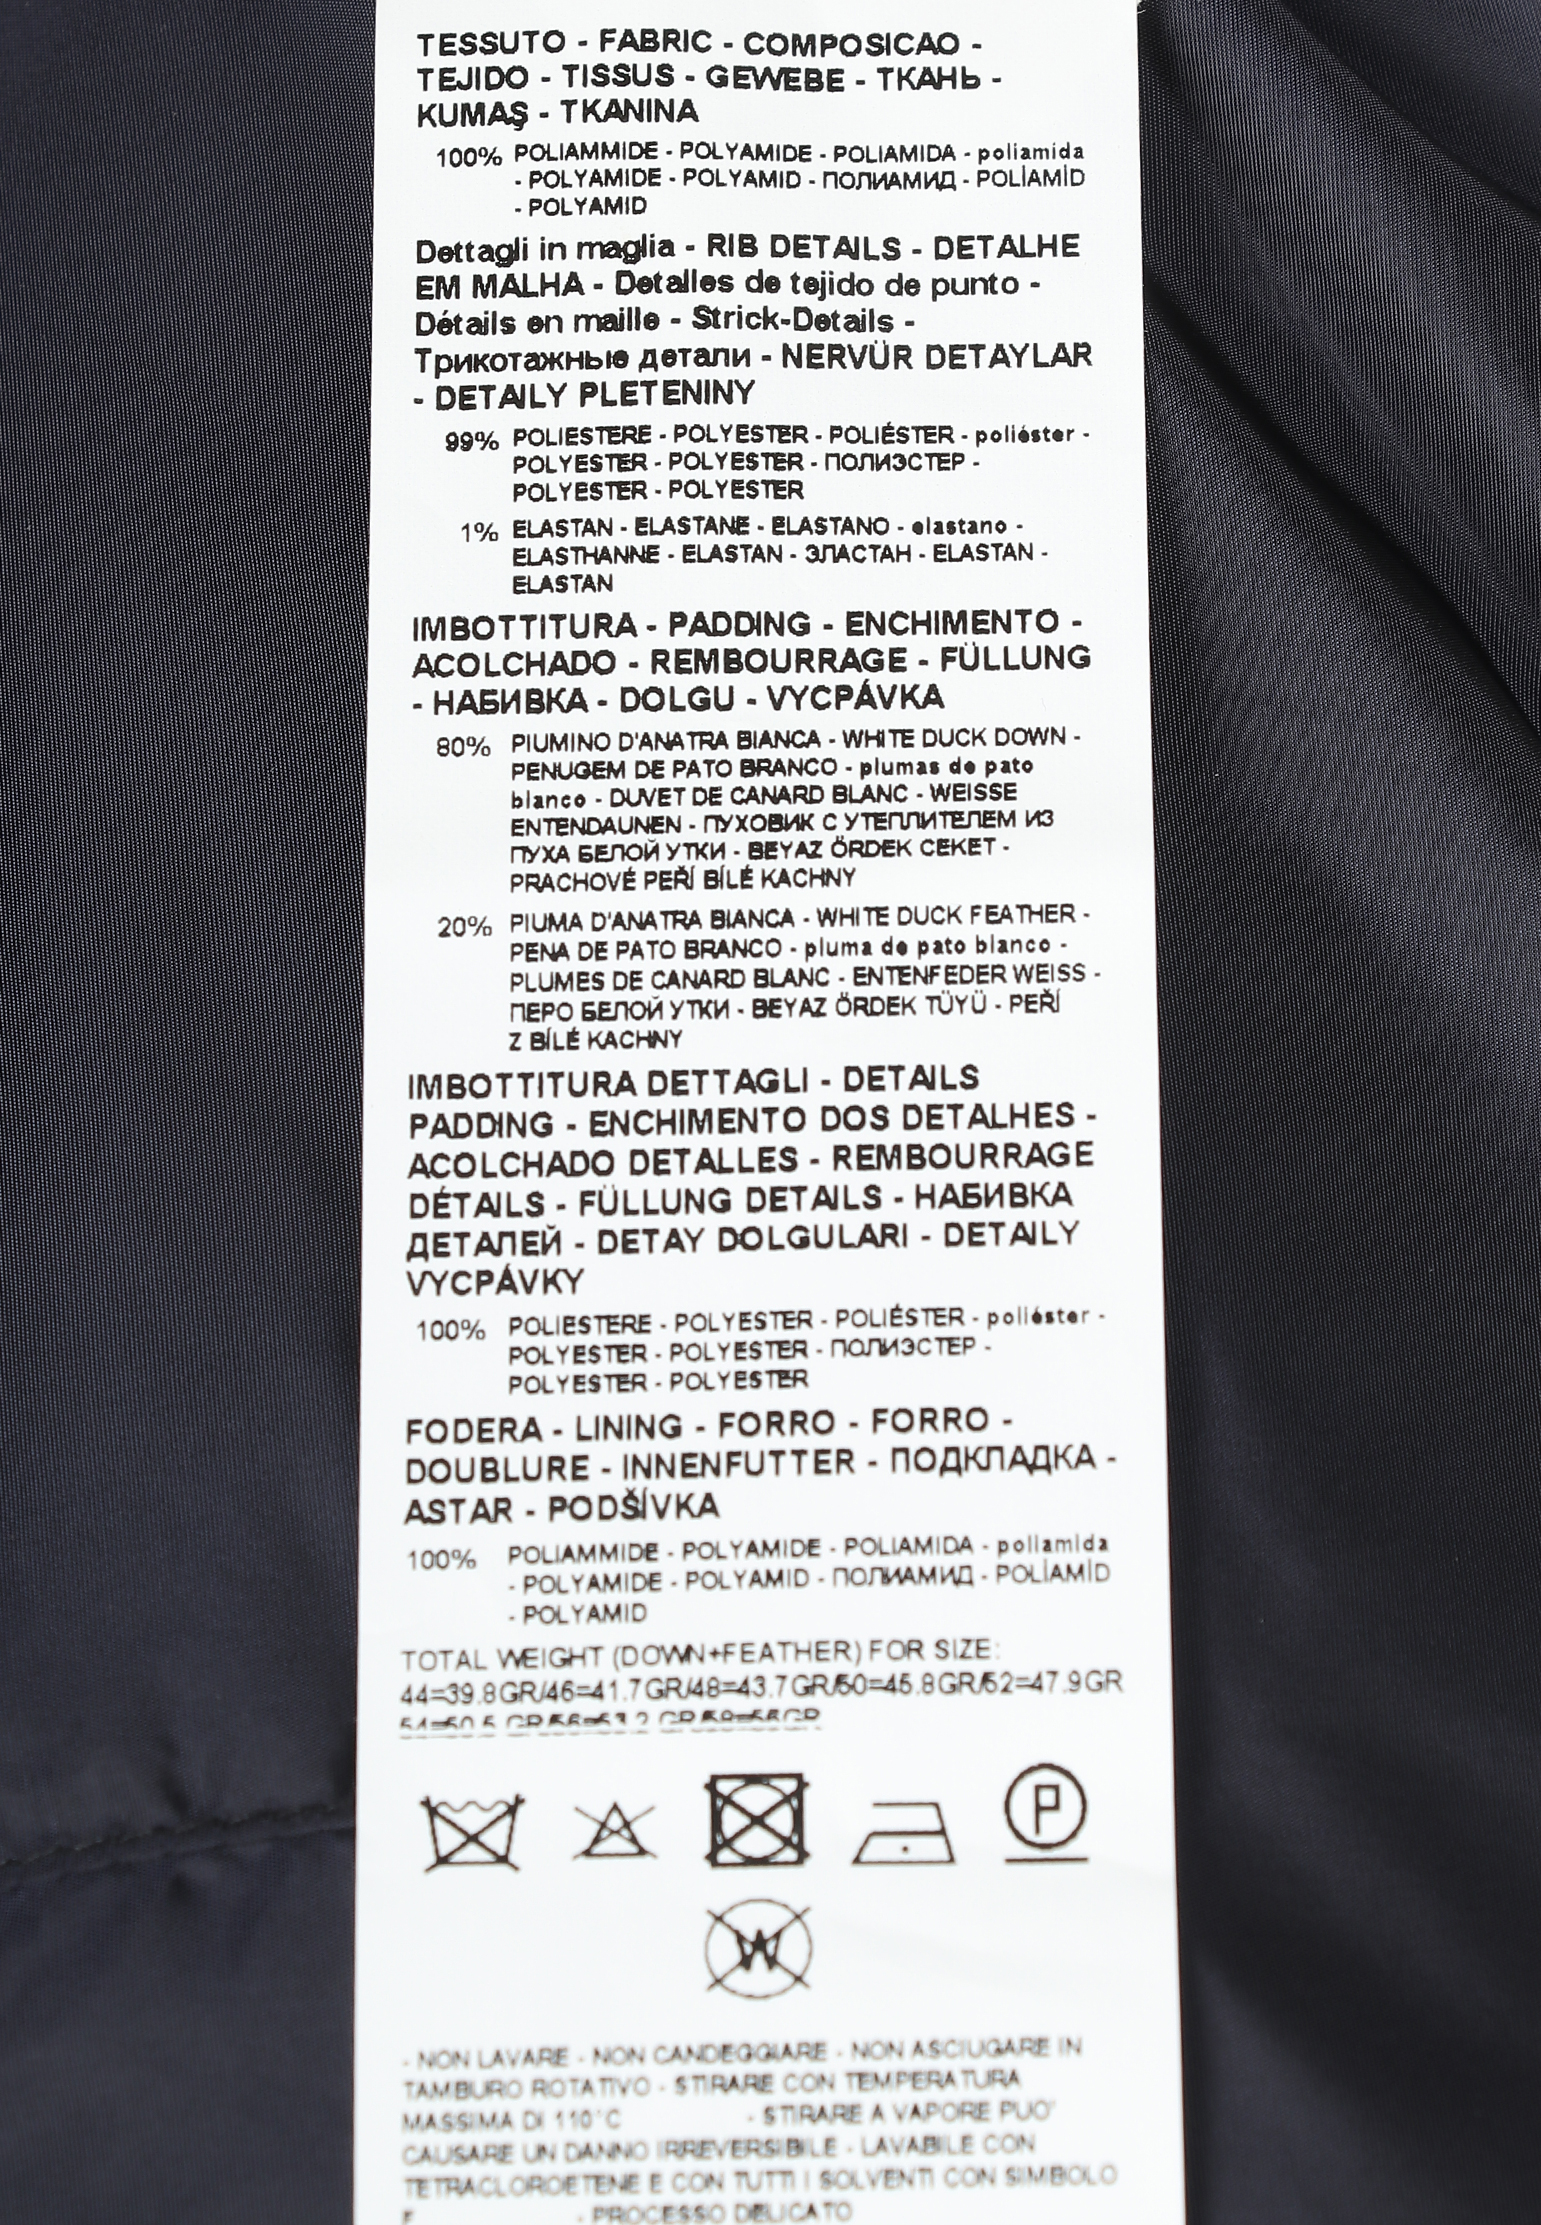 TESSUTO - FABRIC - COMPOSICAO -
TEJIDO - TISSUS - GEWEBE - ТКАНЬ -
KUMAŞ - TKANINA
100% POLIAMMIDE - POLYAMIDE - POLIAMIDA - poliamida
- POLYAMIDE - POLYAMID - ПОЛИАМИД - POLİAMİD
- POLYAMID
Dettagli in maglia - RIB DETAILS - DETALHE
EM MALHA - Detalles de tejido de punto -
Détails en maille - Strick-Details -
Трикотажные детали - NERVÜR DETAYLAR
- DETAILY PLETENINY
99% POLIESTERE - POLYESTER - POLIÉSTER - poliéster -
POLYESTER - POLYESTER - ПОЛИЭСТЕР -
POLYESTER - POLYESTER
1% ELASTAN - ELASTANE - ELASTANO - elastano -
ELASTHANNE - ELASTAN - ЭЛАСТАН - ELASTAN -
ELASTAN
IMBOTTITURA - PADDING - ENCHIMENTO -
ACOLCHADO - REMBOURRAGE - FÜLLUNG
- НАБИВКА - DOLGU - VYCPÁVKA
80% PIUMINO D'ANATRA BIANCA - WHITE DUCK DOWN -
PENUGEM DE PATO BRANCO - plumas de pato
blanco - DUVET DE CANARD BLANC - WEISSE
ENTENDAUNEN - ПУХОВИК С УТЕПЛИТЕЛЕМ ИЗ
ПУХА БЕЛОЙ УТКИ - BEYAZ ÖRDEK CEKET -
PRACHOVÉ PEŘÍ BÍLÉ KACHNY
20% PIUMA D'ANATRA BIANCA - WHITE DUCK FEATHER -
PENA DE PATO BRANCO - pluma de pato blanco -
PLUMES DE CANARD BLANC - ENTENFEDER WEISS -
ПЕРО БЕЛОЙ УТКИ - BEYAZ ÖRDEK TÜYÜ - PEŘÍ
Z BÍLÉ KACHNY
IMBOTTITURA DETTAGLI - DETAILS
PADDING - ENCHIMENTO DOS DETALHES -
ACOLCHADO DETALLES - REMBOURRAGE
DÉTAILS - FÜLLUNG DETAILS - НАБИВКА
ДЕТАЛЕЙ - DETAY DOLGULARI - DETAILY
VYCPÁVKY
100% POLIESTERE - POLYESTER - POLIÉSTER - poliéster -
POLYESTER - POLYESTER - ПОЛИЭСТЕР -
POLYESTER - POLYESTER
FODERA - LINING - FORRO - FORRO -
DOUBLURE - INNENFUTTER - ПОДКЛАДКА -
ASTAR - PODŠÍVKA
100% POLIAMMIDE - POLYAMIDE - POLIAMIDA - poliamida
- POLYAMIDE - POLYAMID - ПОЛИАМИД - POLİAMİD
- POLYAMID
TOTAL WEIGHT (DOWN+FEATHER) FOR SIZE:
44=39.8GR/46=41.7GR/48=43.7GR/50=45.8GR/52=47.9GR
P
W
- NON LAVARE - NON CANDEGGIARE - NON ASCIUGARE IN
TAMBURO ROTATIVO - STIRARE CON TEMPERATURA
MASSIMA DI 110°C - STIRARE A VAPORE PUO'
CAUSARE UN DANNO IRREVERSIBILE - LAVABILE CON
TETRACLOROETENE E CON TUTTI I SOLVENTI CON SIMBOLO
F - PROCESSO DELICATO